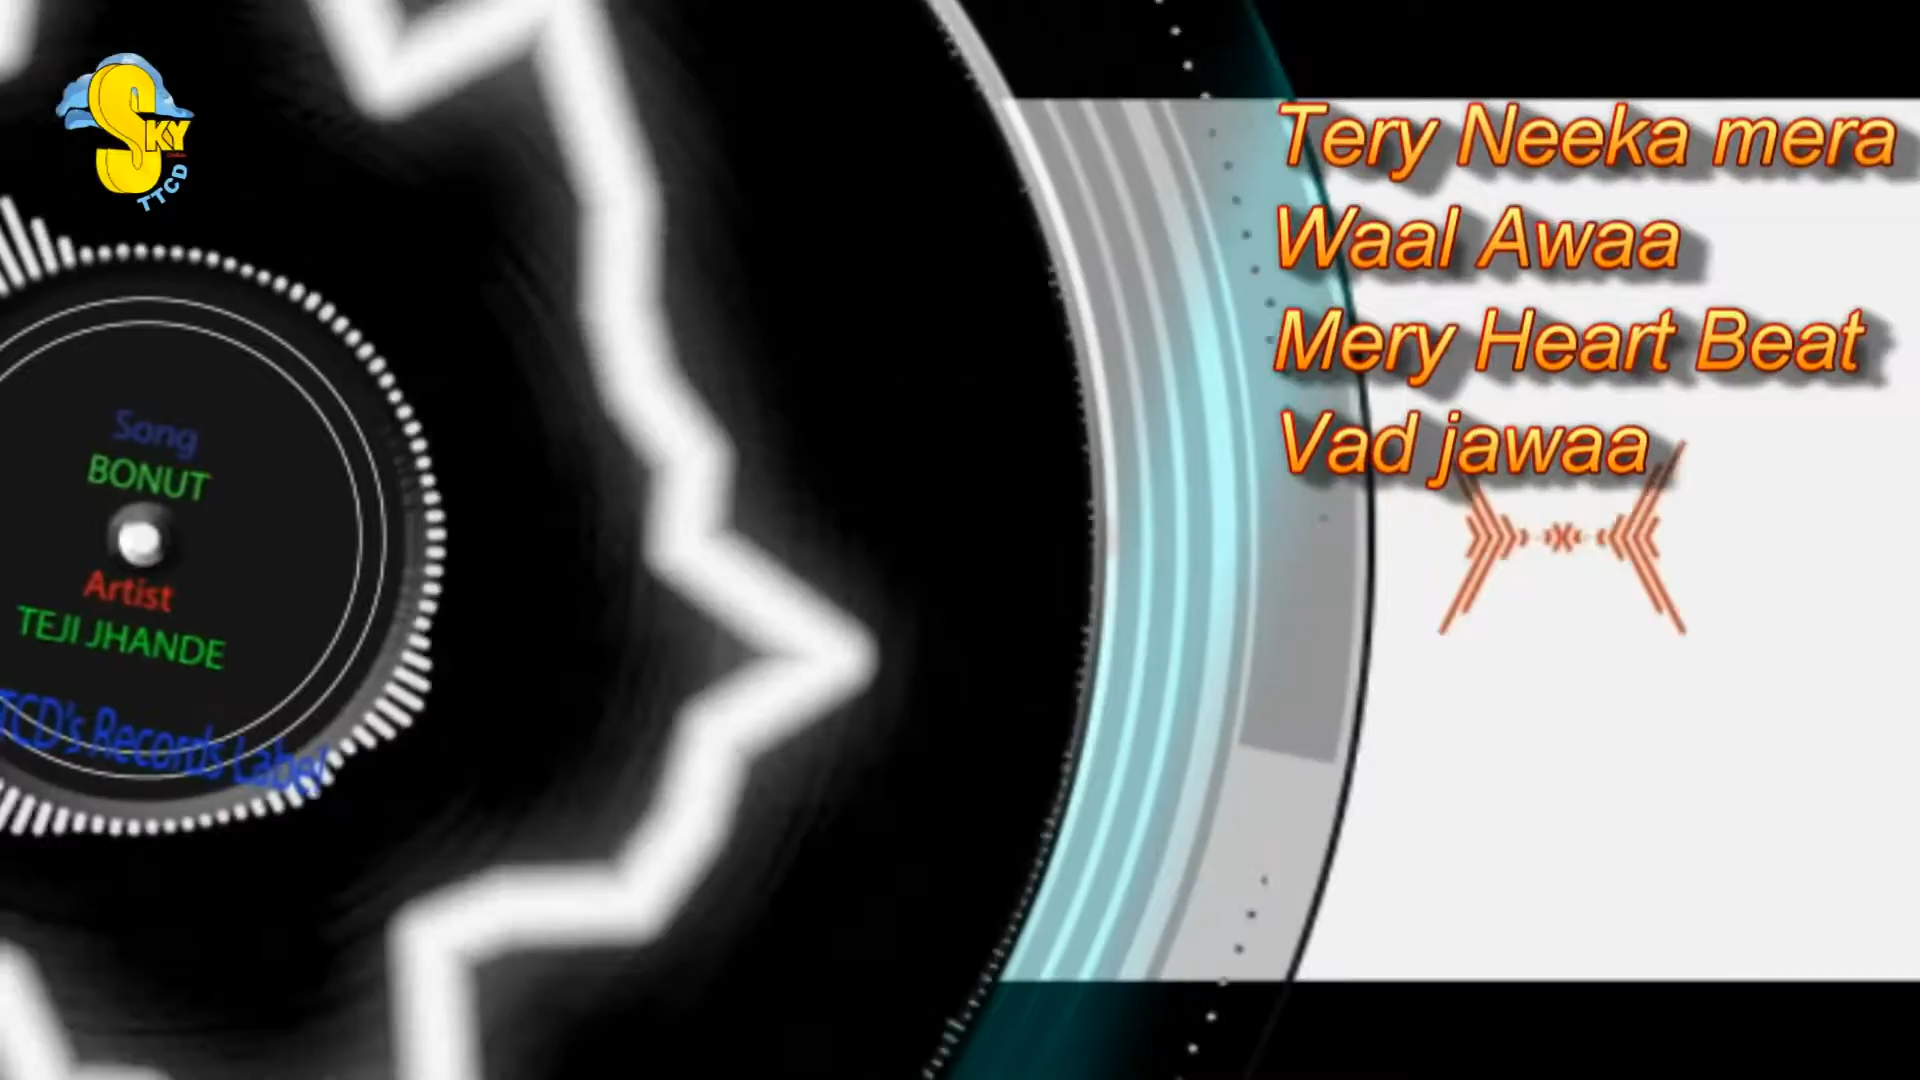 SKY
TTCD
Tery Neeka mera
Waal Awaa
Mery Heart Beat
Vad jawaa
Song
BONUT
Artist
TEJI JHANDE
TCD's Records Label